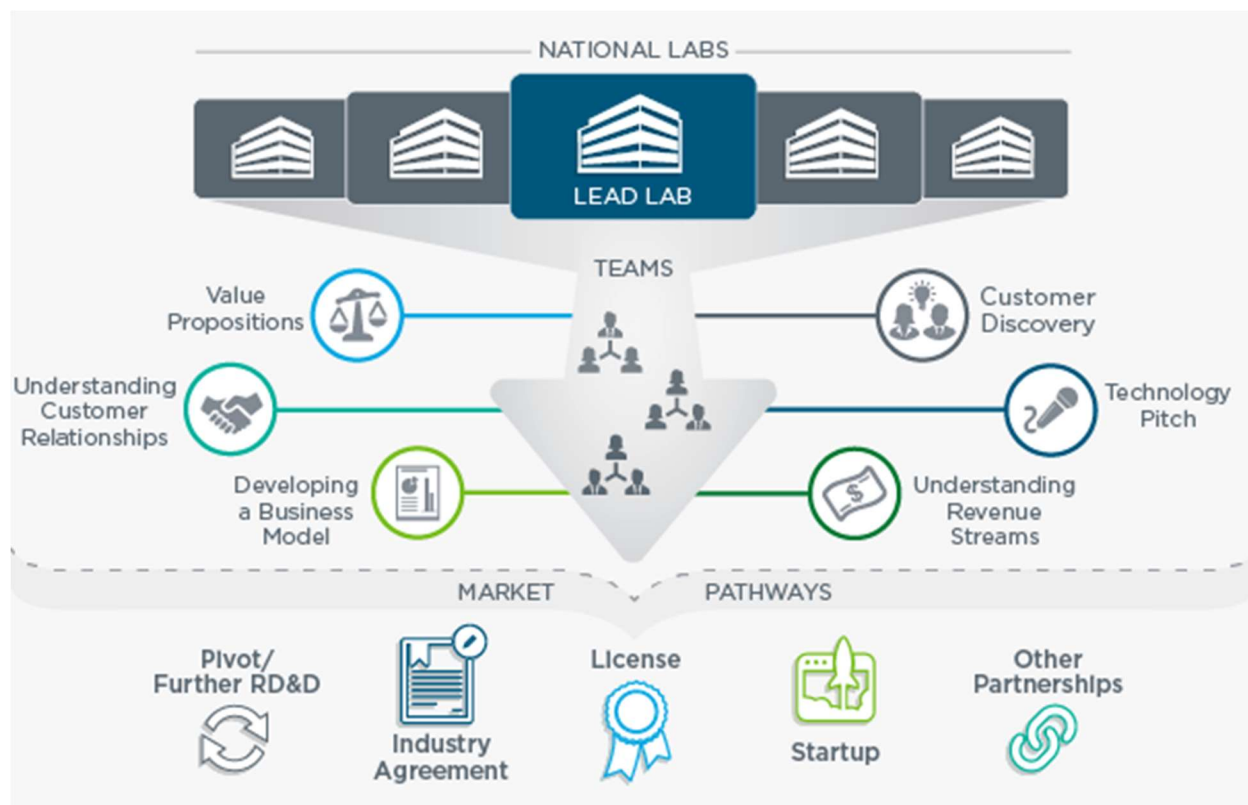 NATIONAL LABS
LEAD LAB
TEAMS
Value
Propositions
Customer
Discovery
Understanding
Customer
Relationships
Technology
Pitch
Developing
a Business
Model
Understanding
Revenue
Streams
MARKET PATHWAYS
Pivot/
Further RD&D
Industry
Agreement
License
Startup
Other
Partnerships